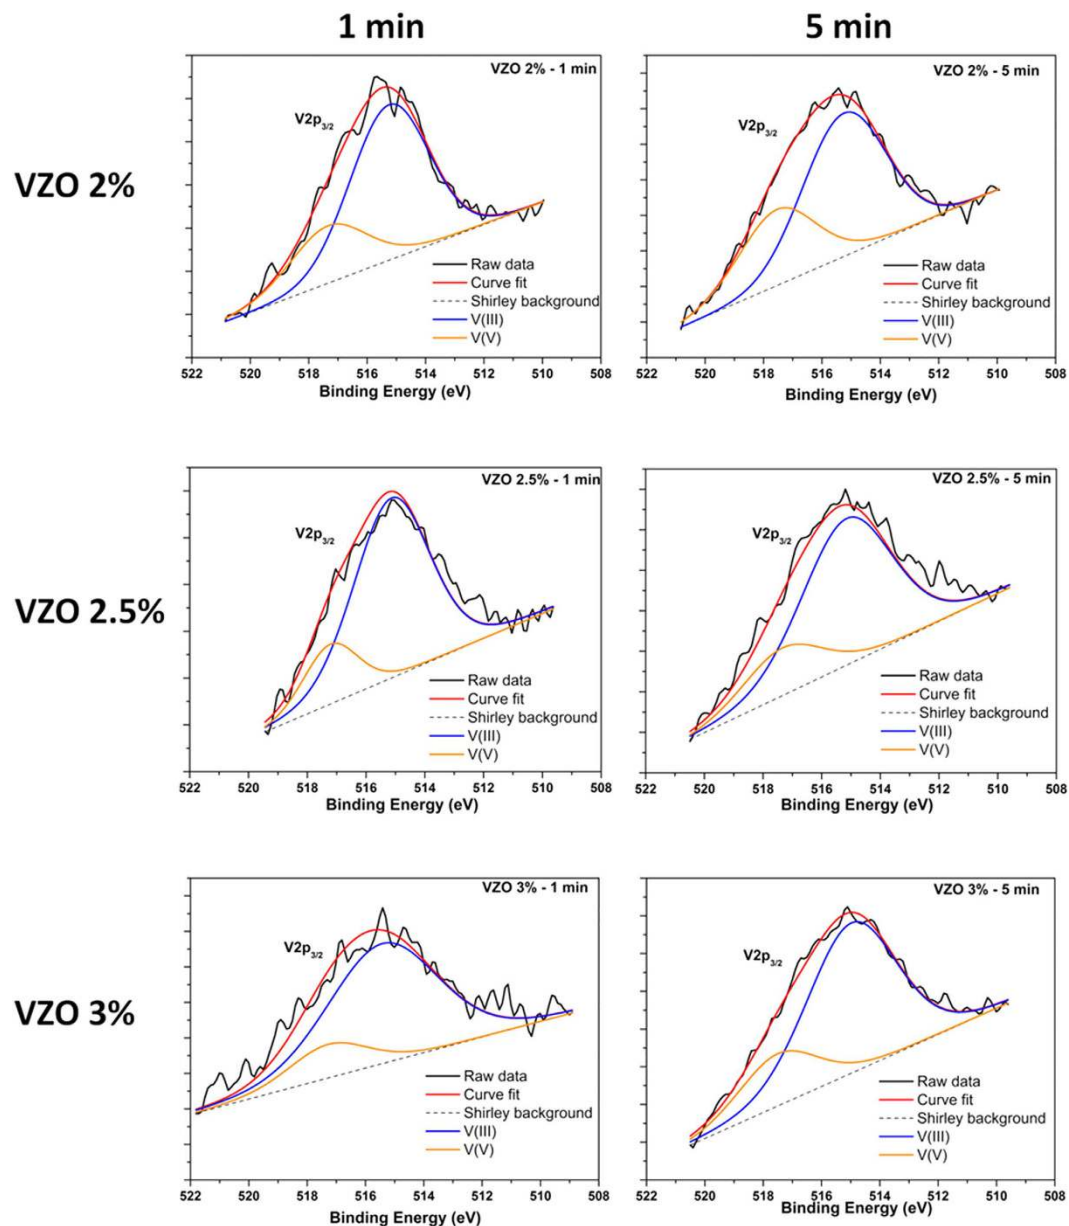 1 min
5 min
VZO 2%
VZO 2% - 1 min
V2p3/2
Raw data
Curve fit
Shirley background
V(III)
V(V)
522 520 518 516 514 512 510 508
Binding Energy (eV)
VZO 2% - 5 min
V2p3/2
Raw data
Curve fit
Shirley background
V(III)
V(V)
522 520 518 516 514 512 510 508
Binding Energy (eV)
VZO 2.5%
VZO 2.5% - 1 min
V2p3/2
Raw data
Curve fit
Shirley background
V(III)
V(V)
522 520 518 516 514 512 510 508
Binding Energy (eV)
VZO 2.5% - 5 min
V2p3/2
Raw data
Curve fit
Shirley background
V(III)
V(V)
522 520 518 516 514 512 510 508
Binding Energy (eV)
VZO 3%
VZO 3% - 1 min
V2p3/2
Raw data
Curve fit
Shirley background
V(III)
V(V)
522 520 518 516 514 512 510 508
Binding Energy (eV)
VZO 3% - 5 min
V2p3/2
Raw data
Curve fit
Shirley background
V(III)
V(V)
522 520 518 516 514 512 510 508
Binding Energy (eV)